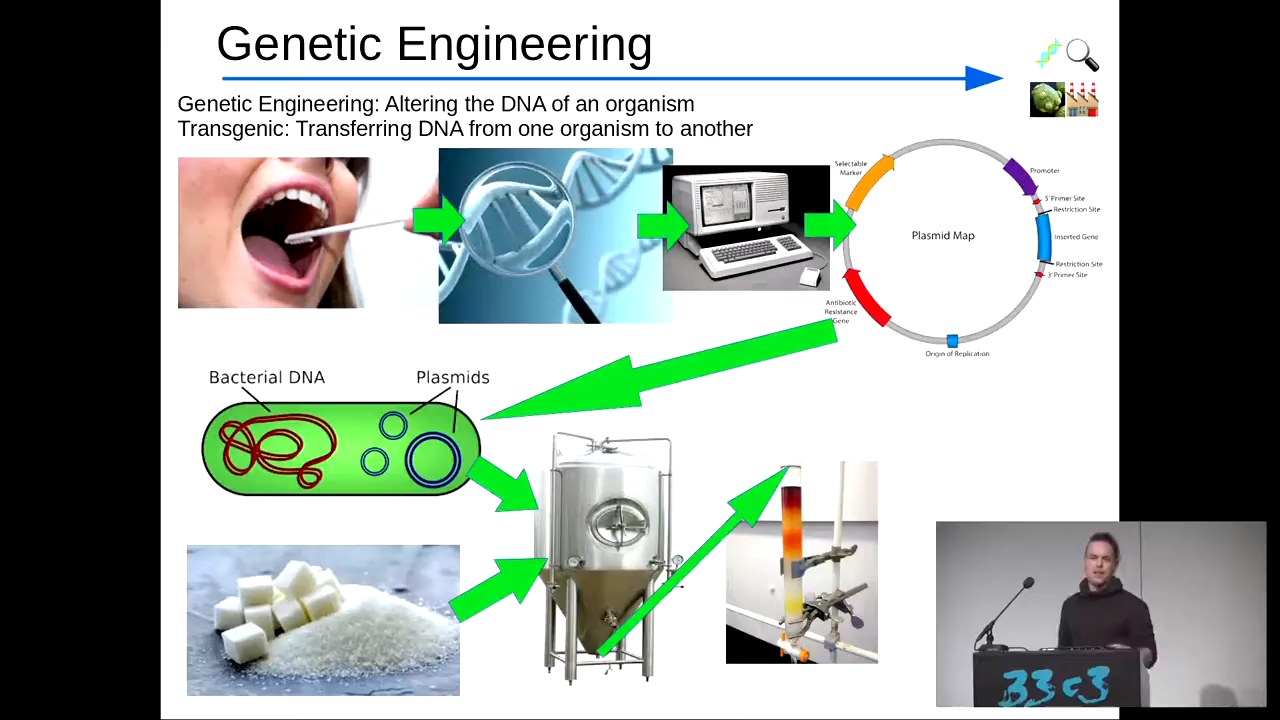 Genetic Engineering
Genetic Engineering: Altering the DNA of an organism
Transgenic: Transferring DNA from one organism to another
Selectable
Marker
Promoter
5' Primer Site
Restriction Site
Plasmid Map
Inserted Gene
Restriction Site
3' Primer Site
Antibiotic
Resistance
Gene
Origin of Replication
Bacterial DNA
Plasmids
33c3